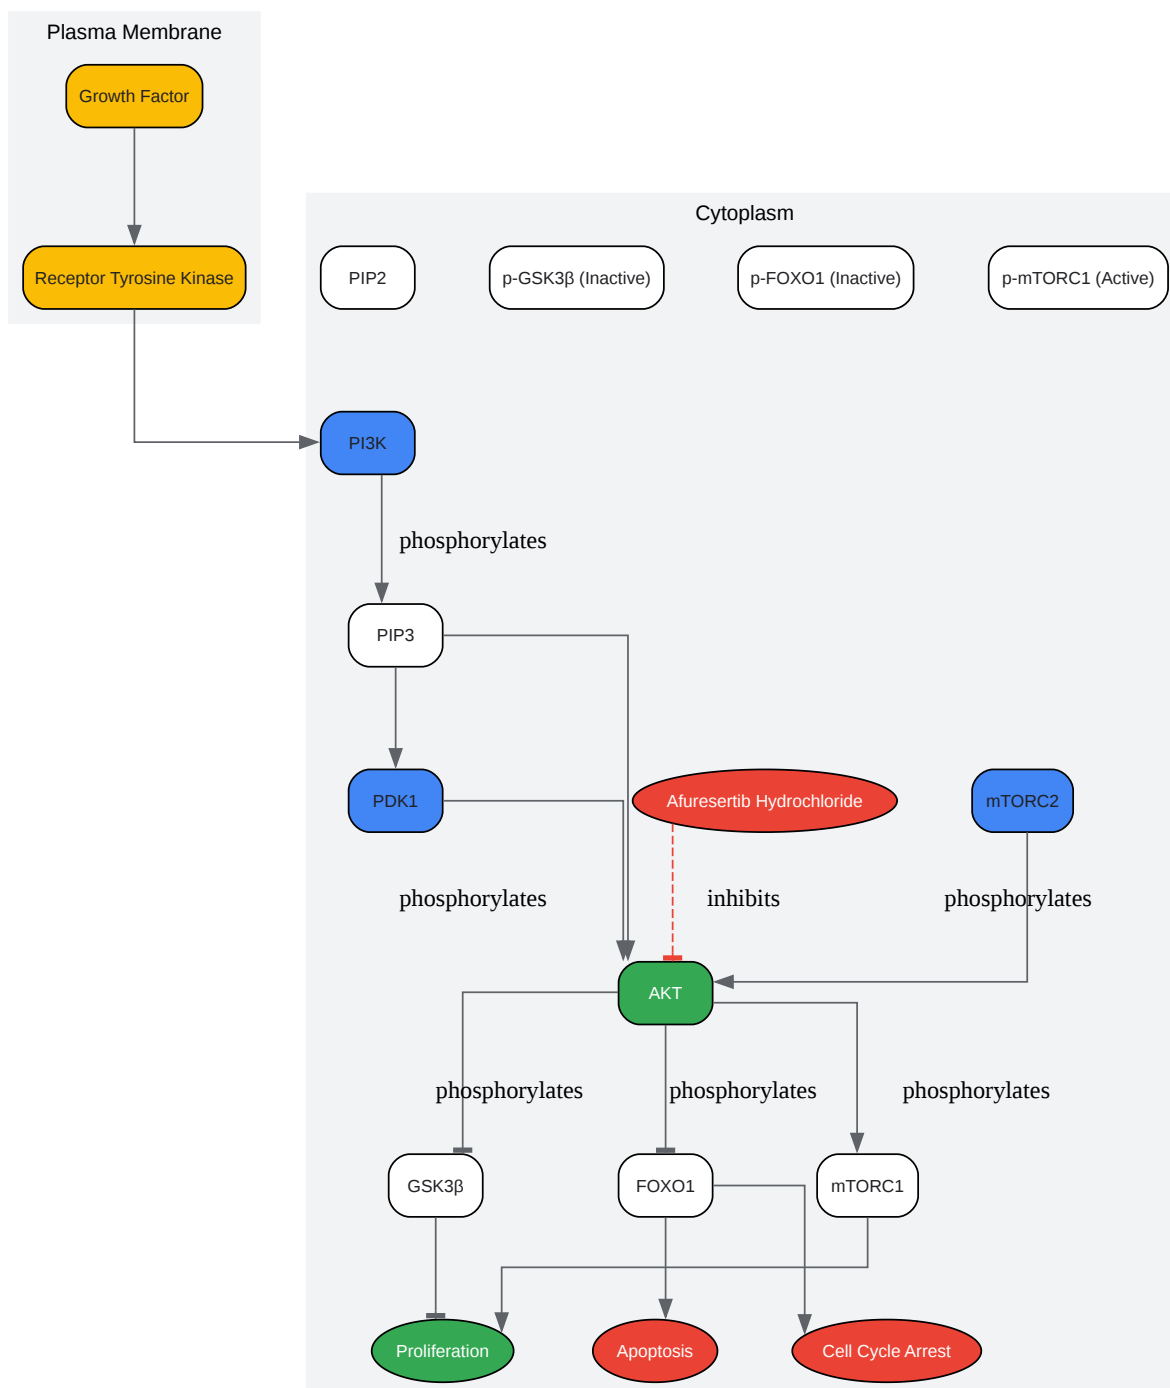 Plasma Membrane
Growth Factor
Cytoplasm
Receptor Tyrosine Kinase
PIP2
p-GSK3β (Inactive)
p-FOXO1 (Inactive)
p-mTORC1 (Active)
PI3K
phosphorylates
PIP3
PDK1
Afuresertib Hydrochloride
mTORC2
phosphorylates
inhibits
phosphorylates
AKT
phosphorylates
phosphorylates
phosphorylates
GSK3β
FOXO1
mTORC1
Proliferation
Apoptosis
Cell Cycle Arrest